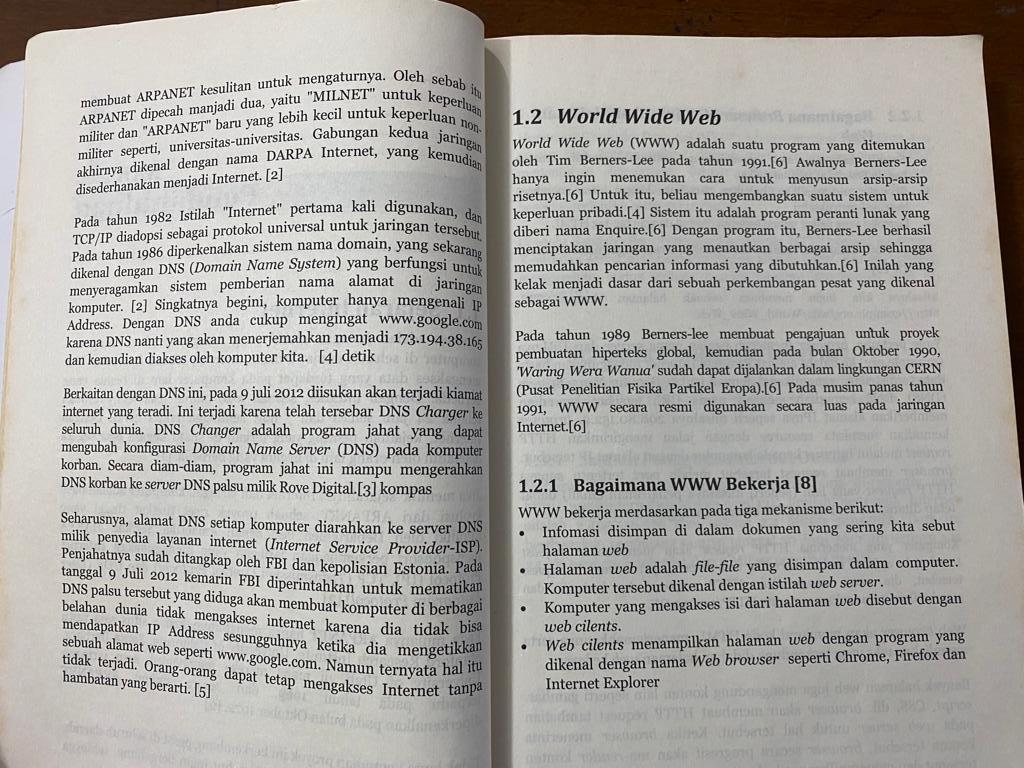 membuat ARPANET kesulitan untuk mengaturnya. Oleh sebab itu
ARPANET dipecah manjadi dua, yaitu "MILNET" untuk keperluan
militer dan "ARPANET" baru yang lebih kecil untuk keperluan non-
militer seperti, universitas-universitas. Gabungan kedua jaringan
akhirnya dikenal dengan nama DARPA Internet, yang kemudian
disederhanakan menjadi Internet. [2]
Pada tahun 1982 Istilah "Internet" pertama kali digunakan, dan
TCP/IP diadopsi sebagai protokol universal untuk jaringan tersebut.
Pada tahun 1986 diperkenalkan sistem nama domain, yang sekarang
dikenal dengan DNS (Domain Name System) yang berfungsi untuk
menyeragamkan sistem pemberian nama alamat di jaringan
komputer. [2] Singkatnya begini, komputer hanya mengenali IP
Address. Dengan DNS anda cukup mengingat www.google.com
karena DNS nanti yang akan menerjemahkan menjadi 173.194.38.165
dan kemudian diakses oleh komputer kita. [4] detik
Berkaitan dengan DNS ini, pada 9 juli 2012 diisukan akan terjadi kiamat
internet yang teradi. Ini terjadi karena telah tersebar DNS Charger ke
seluruh dunia. DNS Changer adalah program jahat yang dapat
mengubah konfigurasi Domain Name Server (DNS) pada komputer
korban. Secara diam-diam, program jahat ini mampu mengerahkan
DNS korban ke server DNS palsu milik Rove Digital.[3] kompas
Seharusnya, alamat DNS setiap komputer diarahkan ke server DNS
milik penyedia layanan internet (Internet Service Provider-ISP).
Penjahatnya sudah ditangkap oleh FBI dan kepolisian Estonia. Pada
tanggal 9 Juli 2012 kemarin FBI diperintahkan untuk mematikan
DNS palsu tersebut yang diduga akan membuat komputer di berbagai
belahan dunia tidak mengakses internet karena dia tidak bisa
mendapatkan IP Address sesungguhnya ketika dia mengetikkan
sebuah alamat web seperti www.google.com. Namun ternyata hal itu
tidak terjadi. Orang-orang dapat tetap mengakses Internet tanpa
hambatan yang berarti. [5]
1.2 World Wide Web
World Wide Web (WWW) adalah suatu program yang ditemukan
oleh Tim Berners-Lee pada tahun 1991.[6] Awalnya Berners-Lee
hanya ingin menemukan cara untuk menyusun arsip-arsip
risetnya.[6] Untuk itu, beliau mengembangkan suatu sistem untuk
keperluan pribadi.[4] Sistem itu adalah program peranti lunak yang
diberi nama Enquire.[6] Dengan program itu, Berners-Lee berhasil
menciptakan jaringan yang menautkan berbagai arsip sehingga
memudahkan pencarian informasi yang dibutuhkan.[6] Inilah yang
kelak menjadi dasar dari sebuah perkembangan pesat yang dikenal
sebagai WWW.
Pada tahun 1989 Berners-lee membuat pengajuan untuk proyek
pembuatan hiperteks global, kemudian pada bulan Oktober 1990,
'Waring Wera Wanua' sudah dapat dijalankan dalam lingkungan CERN
(Pusat Penelitian Fisika Partikel Eropa).[6] Pada musim panas tahun
1991, WWW secara resmi digunakan secara luas pada jaringan
Internet.[6]
1.2.1 Bagaimana WWW Bekerja [8]
WWW bekerja merdasarkan pada tiga mekanisme berikut:
• Infomasi disimpan di dalam dokumen yang sering kita sebut
halaman web
• Halaman web adalah file-file yang disimpan dalam computer.
Komputer tersebut dikenal dengan istilah web server.
• Komputer yang mengakses isi dari halaman web disebut dengan
web cilents.
• Web cilents menampilkan halaman web dengan program yang
dikenal dengan nama Web browser seperti Chrome, Firefox dan
Internet Explorer